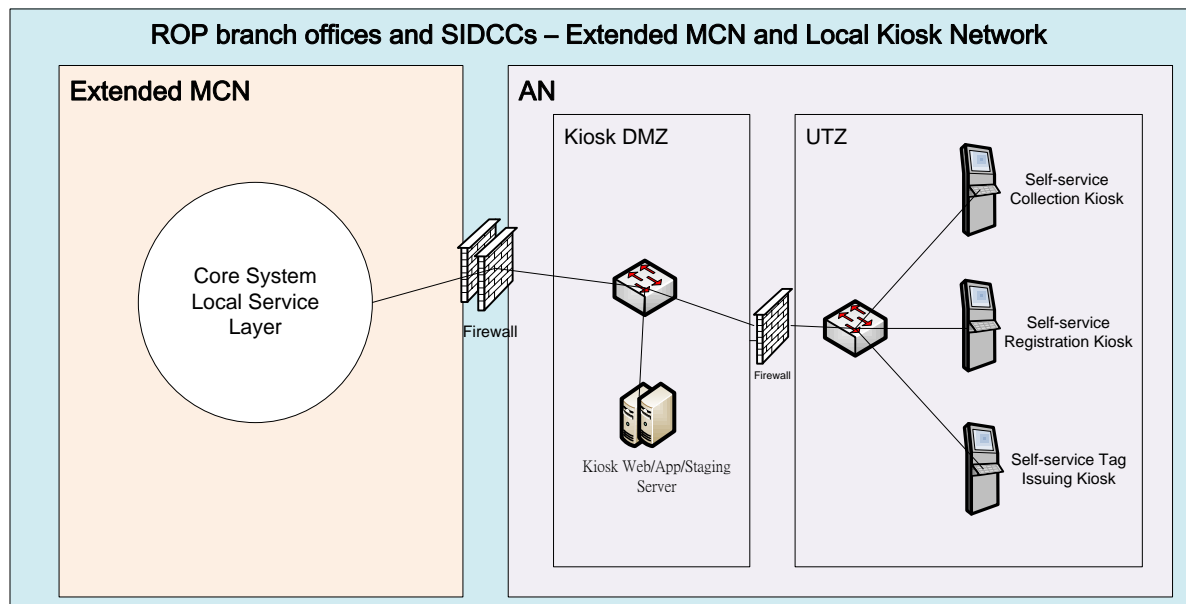 ROP branch offices and SIDCCs – Extended MCN and Local Kiosk Network
Extended MCN
Core System
Local Service
Layer
Firewall
AN
Kiosk DMZ
Kiosk Web/App/Staging
Server
Firewall
UTZ
Self-service
Collection Kiosk
Self-service
Registration Kiosk
Self-service Tag
Issuing Kiosk